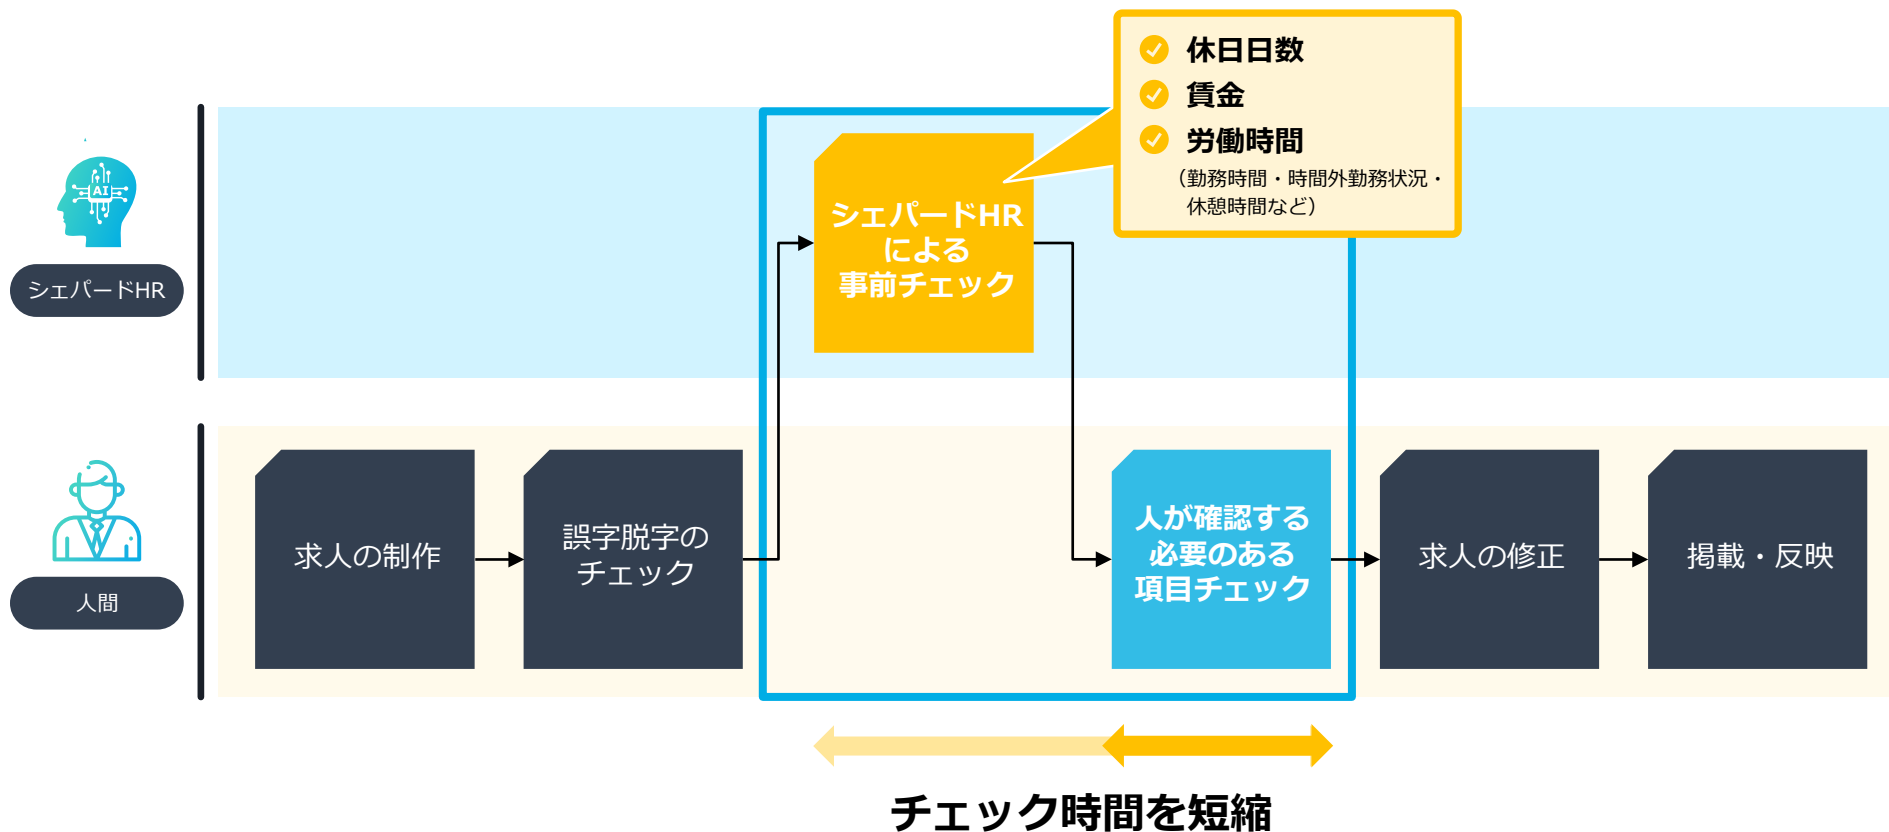 休日日数
賃金
労働時間
（勤務時間・時間外勤務状況・
休憩時間など）
AI
シェパードHR
シェパードHR
による
事前チェック
人間
求人の制作
誤字脱字の
チェック
人が確認する
必要のある
項目チェック
求人の修正
掲載・反映
チェック時間を短縮